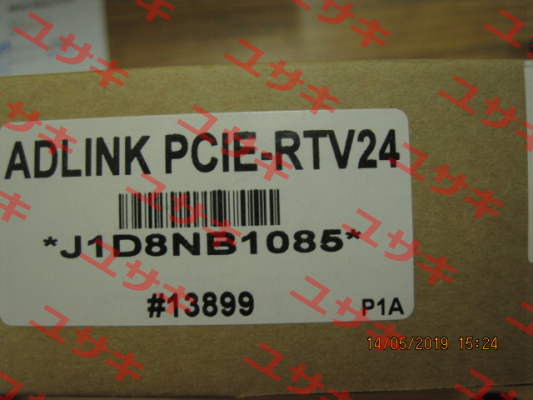 ADLINK PCIE-RTV24
*J1D8NB1085*
#13899
P1A
14/05/2019 15:24
ユサキ